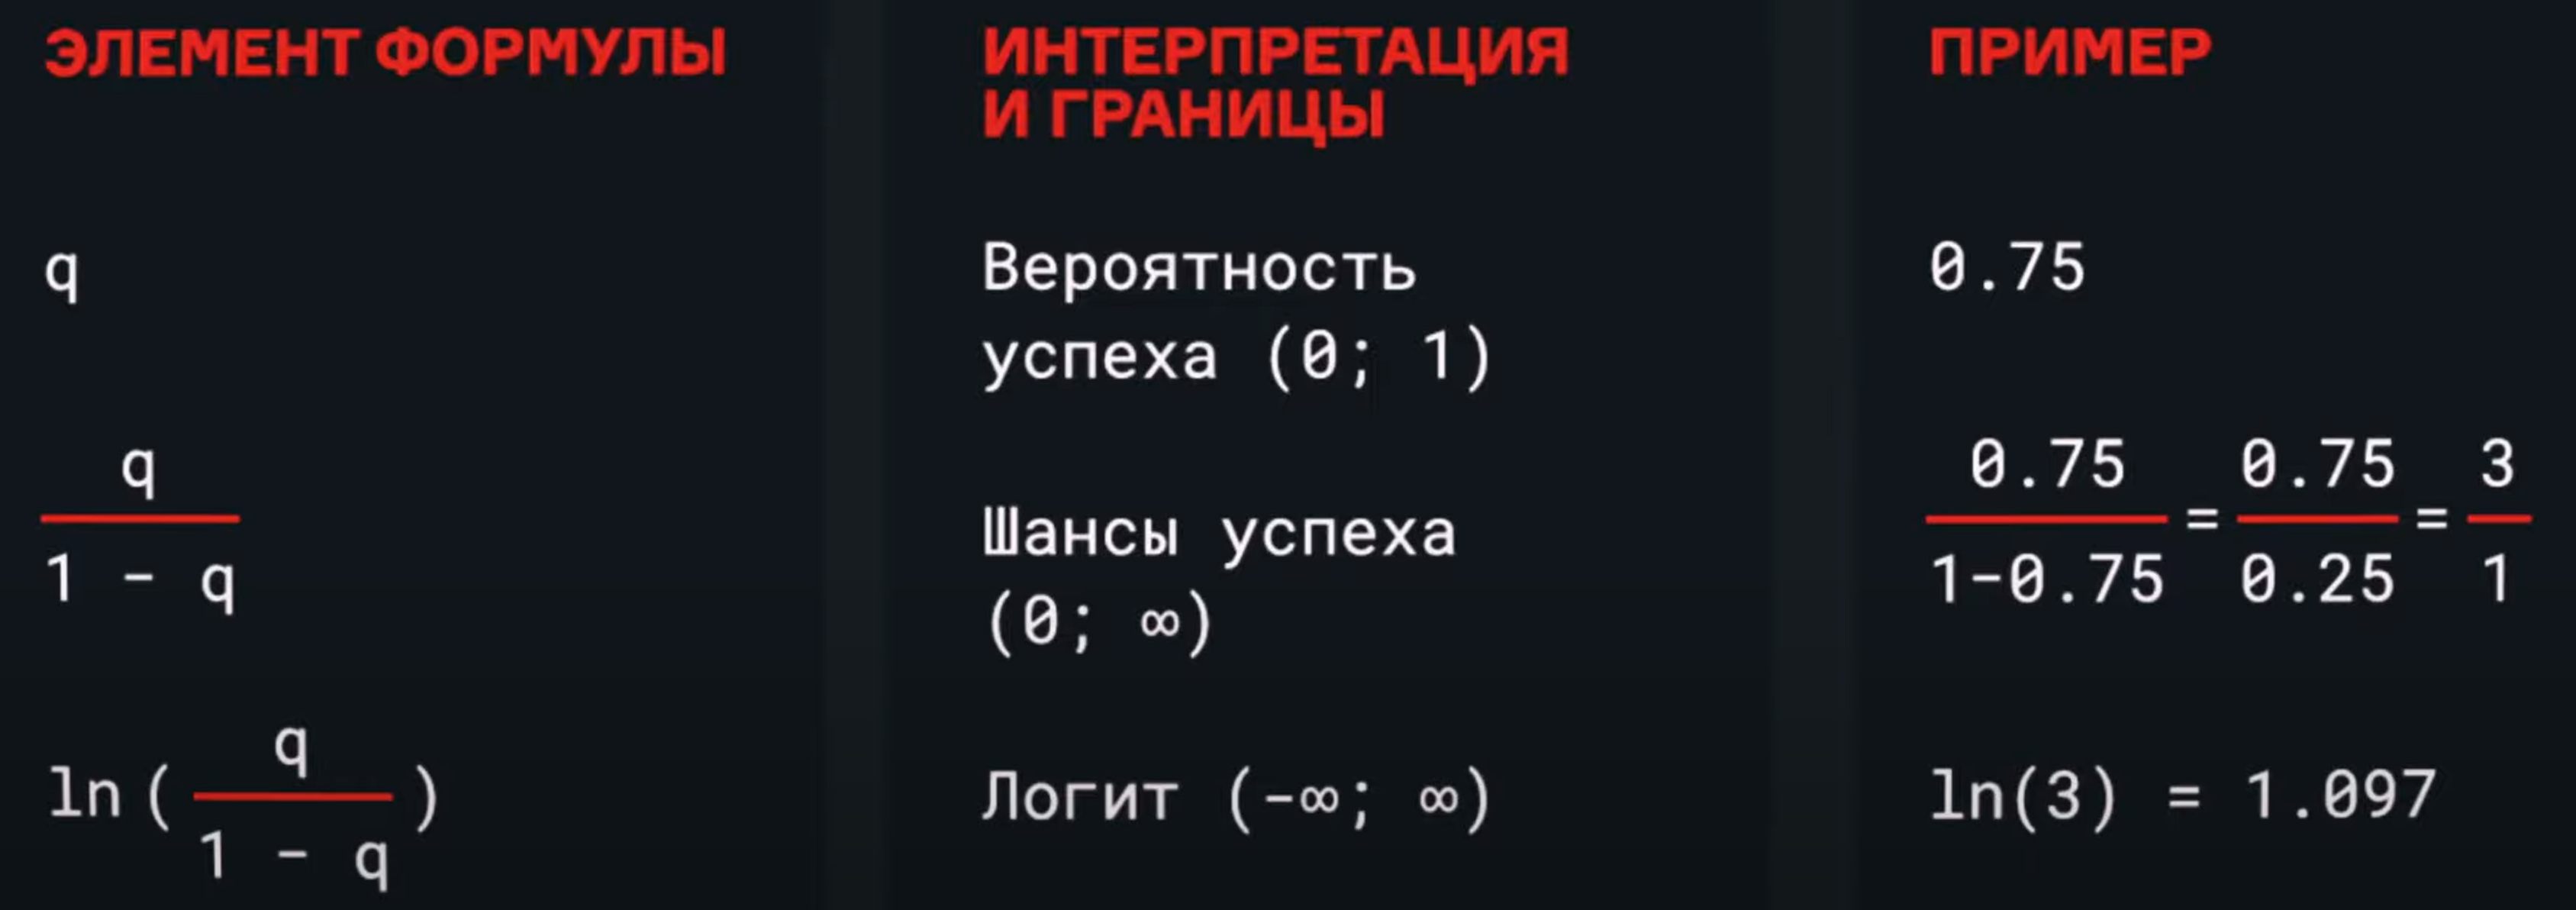 ЭЛЕМЕНТ ФОРМУЛЫ
ИНТЕРПРЕТАЦИЯ
И ГРАНИЦЫ
ПРИМЕР
q
Вероятность
успеха (0; 1)
0.75
q
1 - q
Шансы успеха
(0; ∞)
0.75 0.75 3
= =
1-0.75 0.25 1
q
ln( )
1 - q
Логит (-∞; ∞)
ln(3) = 1.097